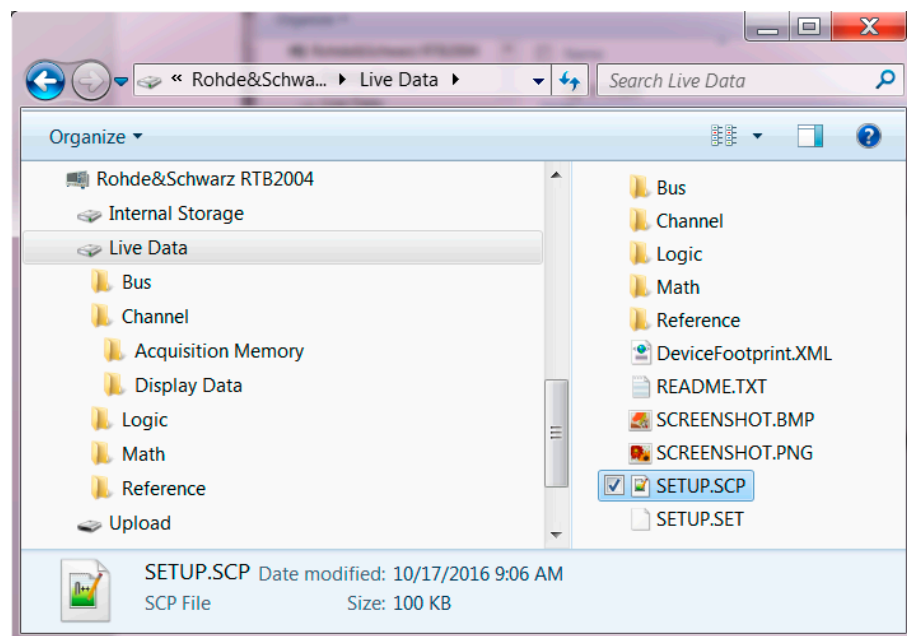 « Rohde&Schwa... Live Data
Search Live Data
Organize
Rohde&Schwarz RTB2004
Internal Storage
Live Data
Bus
Channel
Acquisition Memory
Display Data
Logic
Math
Reference
Upload
Bus
Channel
Logic
Math
Reference
DeviceFootprint.XML
README.TXT
SCREENSHOT.BMP
SCREENSHOT.PNG
SETUP.SCP
SETUP.SET
SETUP.SCP Date modified: 10/17/2016 9:06 AM
SCP File Size: 100 KB